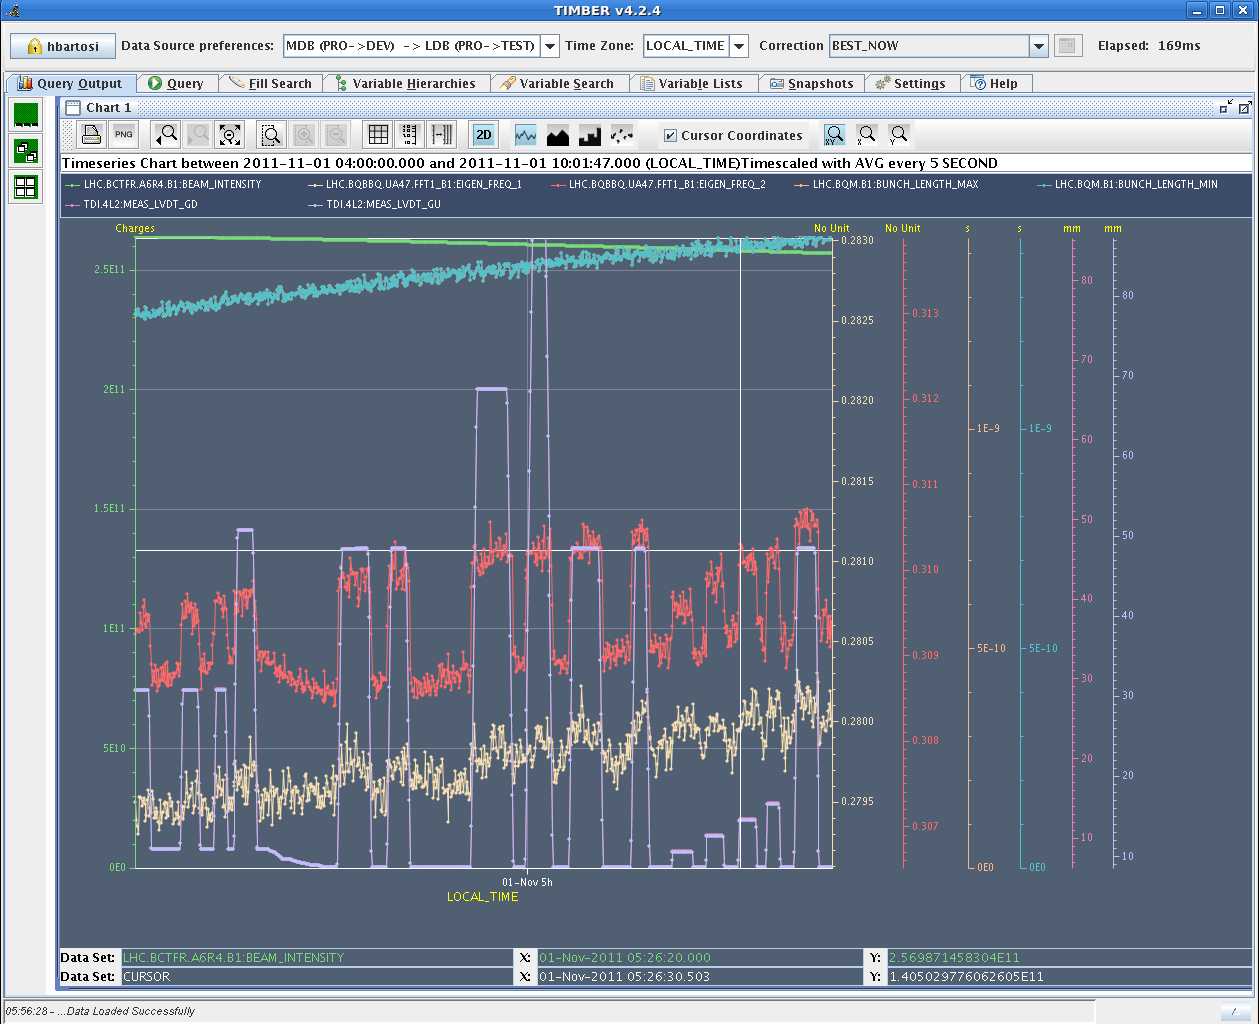 TIMBER v4.2.4
hbartosi Data Source preferences: MDB (PRO->DEV) -> LDB (PRO->TEST) Time Zone: LOCAL_TIME Correction BEST_NOW Elapsed: 169ms
Query Output Query Fill Search Variable Hierarchies Variable Search Variable Lists Snapshots Settings Help
Chart 1
PNG 2D Cursor Coordinates XY X Y
Timeseries Chart between 2011-11-01 04:00:00.000 and 2011-11-01 10:01:47.000 (LOCAL_TIME)Timescaled with AVG every 5 SECOND
LHC.BCTFR.A6R4.B1:BEAM_INTENSITY LHC.BQBBQ.UA47.FFT1_B1:EIGEN_FREQ_1 LHC.BQBBQ.UA47.FFT1_B1:EIGEN_FREQ_2 LHC.BQM.B1:BUNCH_LENGTH_MAX LHC.BQM.B1:BUNCH_LENGTH_MIN
TDI.4L2:MEAS_LVDT_GD TDI.4L2:MEAS_LVDT_GU
Charges No Unit No Unit s s mm mm
0.2830
2.5E11
80
80
0.313
0.2825
70
70
2E11
0.312
0.2820
1E-9 1E-9
60
60
0.2815
0.311
1.5E11
50
50
0.2810
0.310
1E11
40
40
0.2805
5E-10 5E-10
0.309
30
30
0.2800
0.308
5E10
20
20
0.2795
0.307
10
10
0E0 0E0 0E0
01-Nov 5h
LOCAL_TIME
Data Set: LHC.BCTFR.A6R4.B1:BEAM_INTENSITY X: 01-Nov-2011 05:26:20.000 Y: 2.569871458304E11
Data Set: CURSOR X: 01-Nov-2011 05:26:30.503 Y: 1.405029776062605E11
05:56:28 - ...Data Loaded Successfully